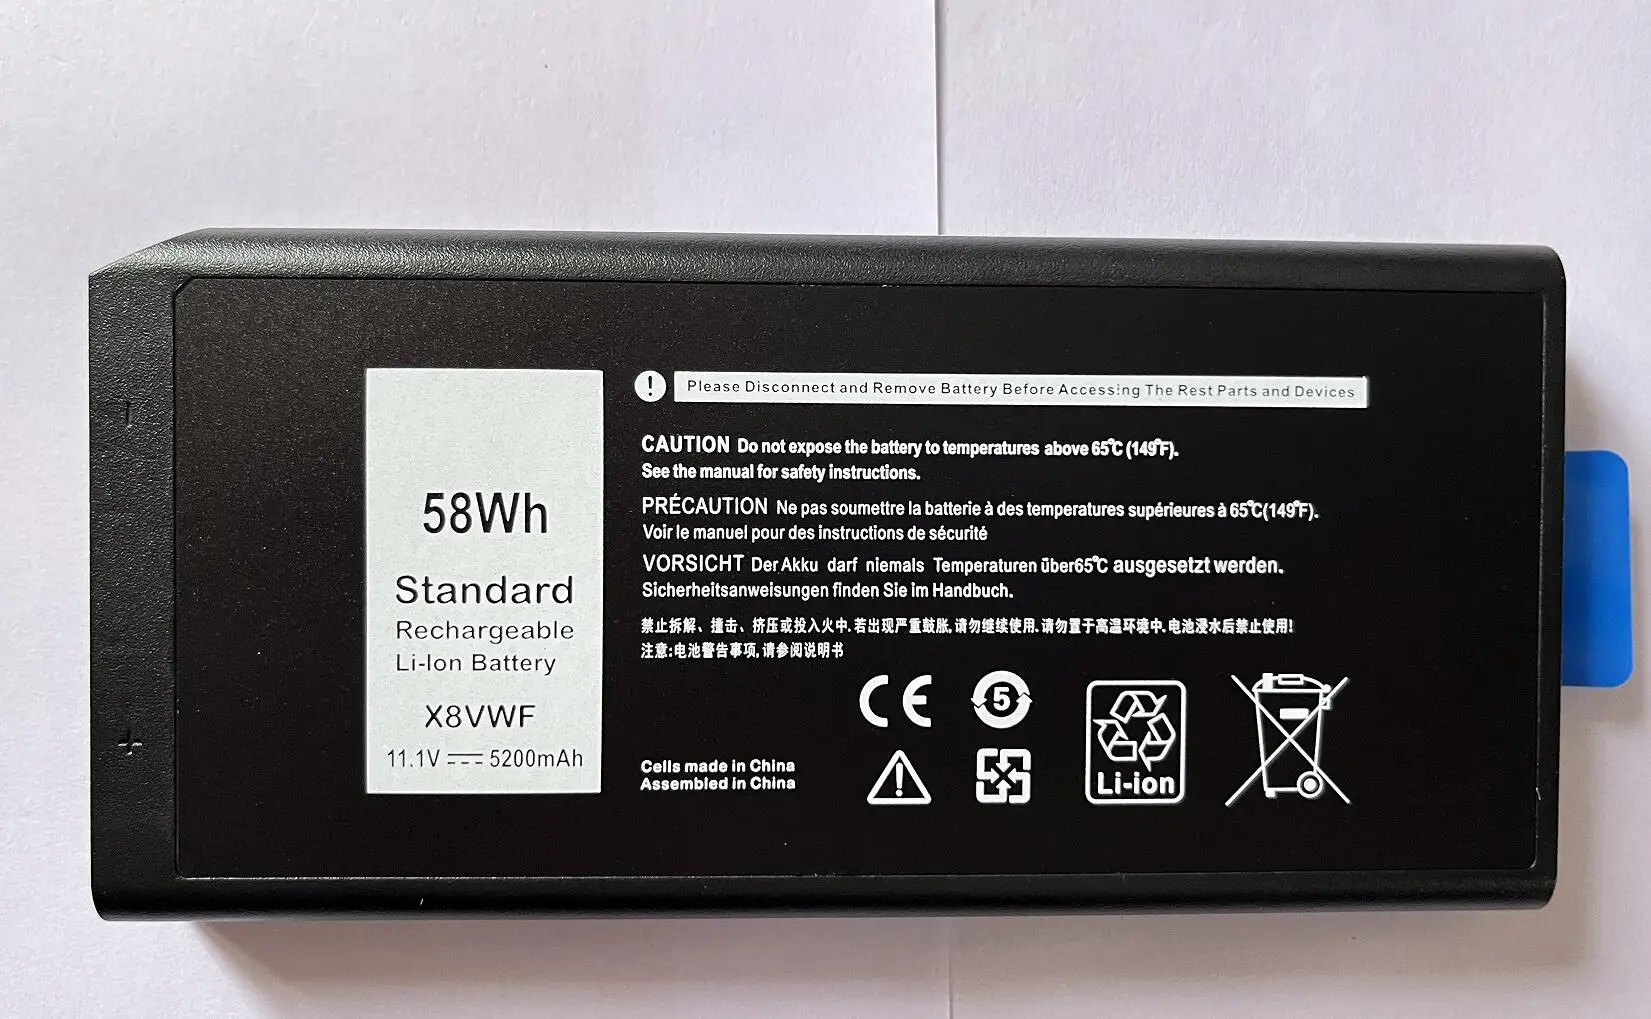 58Wh
Standard
Rechargeable
Li-Ion Battery
X8VWF
11.1V 5200mAh
- 
+
! Please Disconnect and Remove Battery Before Accessing The Rest Parts and Devices
CAUTION Do not expose the battery to temperatures above 65℃ (149℉).
See the manual for safety instructions.
PRÉCAUTION Ne pas soumettre la batterie à des temperatures supérieures à 65℃(149℉).
Voir le manuel pour des instructions de sécurité
VORSICHT Der Akku darf niemals Temperaturen über65℃ ausgesetzt werden.
Sicherheitsanweisungen finden Sie im Handbuch.
禁止拆解、撞击、挤压或投入火中.若出现严重鼓胀,请勿继续使用.请勿置于高温环境中.电池浸水后禁止使用!
注意:电池警告事项,请参阅说明书
CE 5
Cells made in China
Assembled in China
!
Li-ion